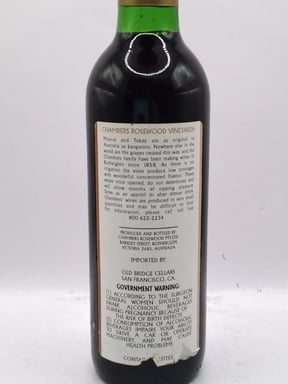 CHAMBERS ROSEWOOD VINEYARDS
Muscat and Tokay are as original to
Australia as kangaroos. Nowhere else in the
world are the grapes created this way and the
Chambers family have been making wines in
Rutherglen since 1858. As there is no
irrigation the vines produce low tonnages
with wonderful concentrated flavour. These
wines once opened, do not deteriorate and
will allow months of sipping pleasure.
Serve as an aperitif or after dinner drink.
Chambers' wines are produced in very small
quantities and may be difficult to find.
For information, please call toll free
800 622-2234
PRODUCED AND BOTTLED BY
CHAMBERS ROSEWOOD PTY.LTD.
BARKLEY STREET, RUTHERGLEN
VICTORIA 3685, AUSTRALIA
IMPORTED BY:
OLD BRIDGE CELLARS
SAN FRANCISCO, CA.
GOVERNMENT WARNING:
(1) ACCORDING TO THE SURGEON
GENERAL WOMEN SHOULD NOT
DRINK ALCOHOLIC BEVERAGES
DURING PREGNANCY BECAUSE OF
THE RISK OF BIRTH DEFECTS.
(2) CONSUMPTION OF ALCOHOLIC
BEVERAGES IMPAIRS YOUR ABILITY
TO DRIVE A CAR OR OPERATE
MACHINERY, AND MAY CAUSE
HEALTH PROBLEMS